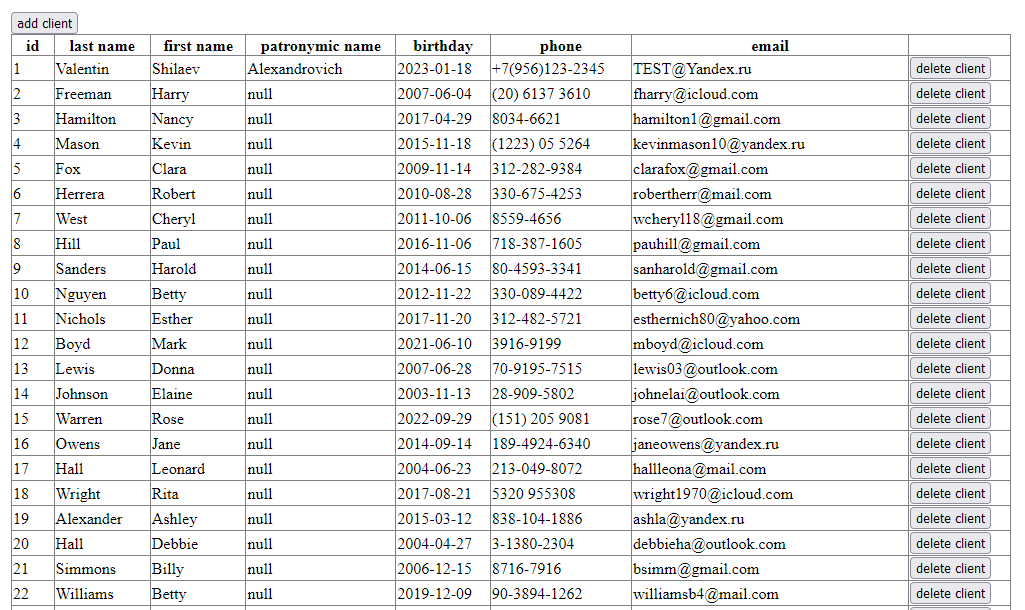 add client
id last name first name patronymic name birthday phone email
1 Valentin Shilaev Alexandrovich 2023-01-18 +7(956)123-2345 TEST@Yandex.ru delete client
2 Freeman Harry null 2007-06-04 (20) 6137 3610 fharry@icloud.com delete client
3 Hamilton Nancy null 2017-04-29 8034-6621 hamilton1@gmail.com delete client
4 Mason Kevin null 2015-11-18 (1223) 05 5264 kevinmason10@yandex.ru delete client
5 Fox Clara null 2009-11-14 312-282-9384 clarafox@gmail.com delete client
6 Herrera Robert null 2010-08-28 330-675-4253 robertherr@mail.com delete client
7 West Cheryl null 2011-10-06 8559-4656 wcheryl18@gmail.com delete client
8 Hill Paul null 2016-11-06 718-387-1605 pauhill@gmail.com delete client
9 Sanders Harold null 2014-06-15 80-4593-3341 sanharold@gmail.com delete client
10 Nguyen Betty null 2012-11-22 330-089-4422 betty6@icloud.com delete client
11 Nichols Esther null 2017-11-20 312-482-5721 esthernich80@yahoo.com delete client
12 Boyd Mark null 2021-06-10 3916-9199 mboyd@icloud.com delete client
13 Lewis Donna null 2007-06-28 70-9195-7515 lewis03@outlook.com delete client
14 Johnson Elaine null 2003-11-13 28-909-5802 johnelai@outlook.com delete client
15 Warren Rose null 2022-09-29 (151) 205 9081 rose7@outlook.com delete client
16 Owens Jane null 2014-09-14 189-4924-6340 janeowens@yandex.ru delete client
17 Hall Leonard null 2004-06-23 213-049-8072 hallleona@mail.com delete client
18 Wright Rita null 2017-08-21 5320 955308 wright1970@icloud.com delete client
19 Alexander Ashley null 2015-03-12 838-104-1886 ashla@yandex.ru delete client
20 Hall Debbie null 2004-04-27 3-1380-2304 debbieha@outlook.com delete client
21 Simmons Billy null 2006-12-15 8716-7916 bsimm@gmail.com delete client
22 Williams Betty null 2019-12-09 90-3894-1262 williamsb4@mail.com delete client